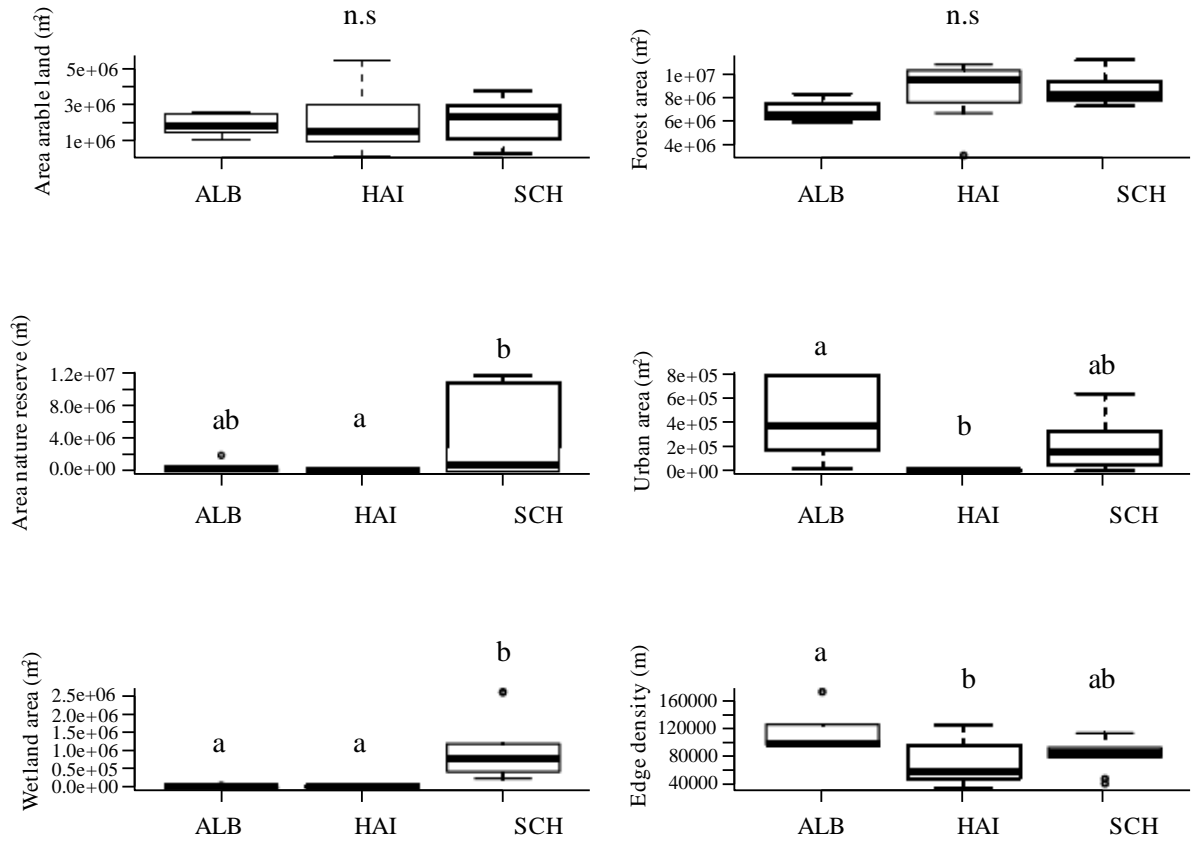 n.s
Area arable land (m²)
5e+06
3e+06
1e+06
ALB HAI SCH
n.s
Forest area (m²)
1e+07
8e+06
6e+06
4e+06
ALB HAI SCH
Area nature reserve (m²)
1.2e+07
8.0e+06
4.0e+06
0.0e+00
ab a b
ALB HAI SCH
Urban area (m²)
8e+05
6e+05
4e+05
2e+05
0e+00
a b ab
ALB HAI SCH
Wetland area (m²)
2.5e+06
2.0e+06
1.5e+06
1.0e+06
0.5e+05
0.0e+00
a a b
ALB HAI SCH
Edge density (m)
160000
120000
80000
40000
a b ab
ALB HAI SCH